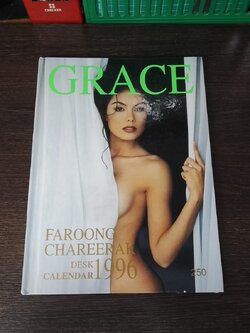 GRACE
FAROONG
CHAREERAK
DESK
CALENDAR 1996
250